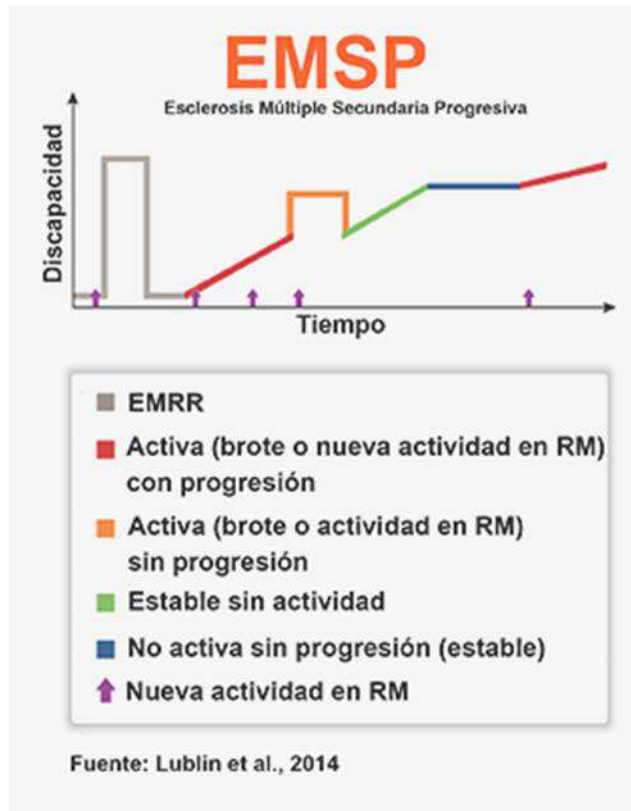 EMSP
Esclerosis Múltiple Secundaria Progresiva
Discapacidad
Tiempo
EMRR
Activa (brote o nueva actividad en RM)
con progresión
Activa (brote o actividad en RM)
sin progresión
Estable sin actividad
No activa sin progresión (estable)
Nueva actividad en RM
Fuente: Lublin et al., 2014